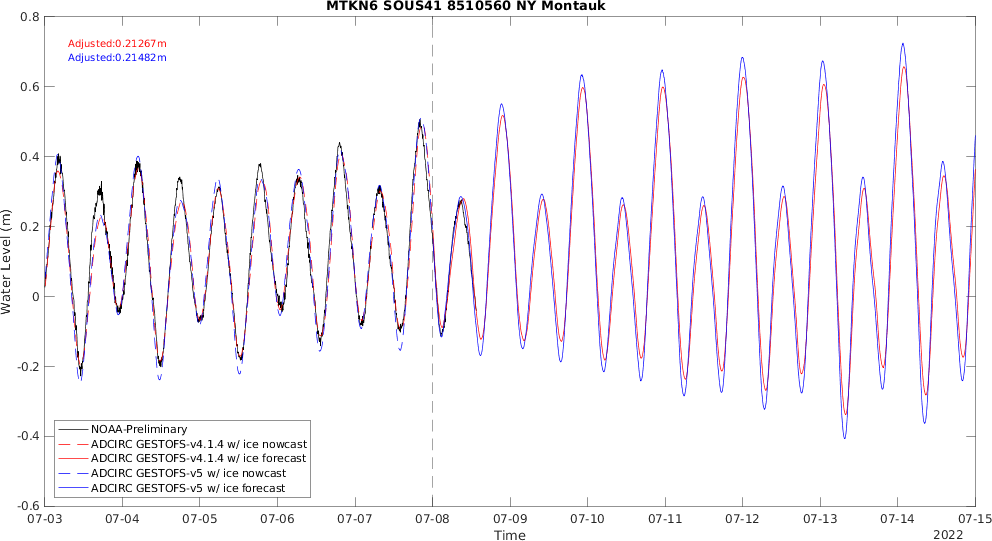 MTKN6 SOUS41 8510560 NY Montauk
Adjusted:0.21267m
Adjusted:0.21482m
0.8
0.6
0.4
0.2
0
-0.2
-0.4
-0.6
Water Level (m)
NOAA-Preliminary
ADCIRC GESTOFS-v4.1.4 w/ ice nowcast
ADCIRC GESTOFS-v4.1.4 w/ ice forecast
ADCIRC GESTOFS-v5 w/ ice nowcast
ADCIRC GESTOFS-v5 w/ ice forecast
07-03 07-04 07-05 07-06 07-07 07-08 07-09 07-10 07-11 07-12 07-13 07-14 07-15
Time
2022